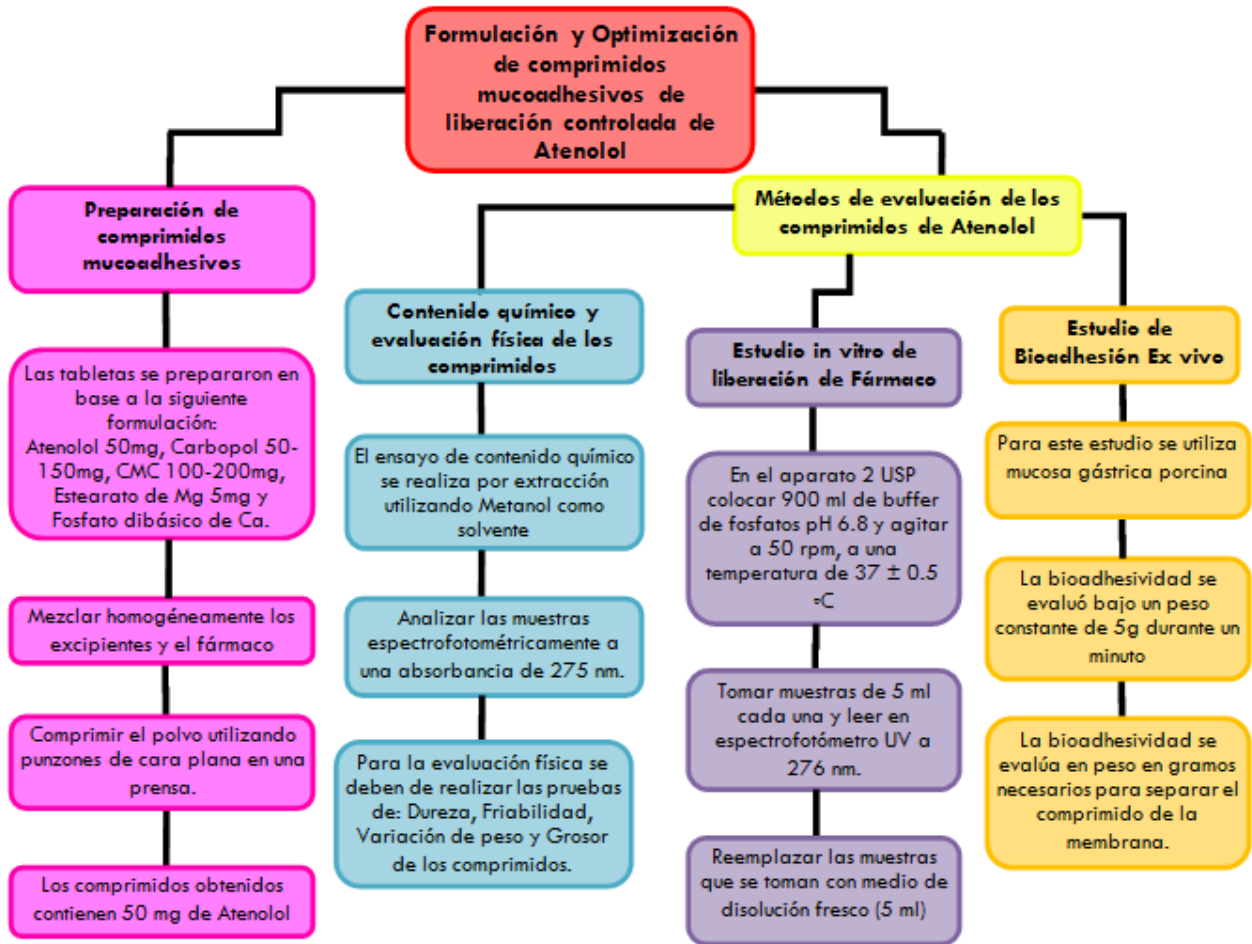 Formulación y Optimización
de comprimidos
mucoadhesivos de
liberación controlada de
Atenolol
Preparación de
comprimidos
mucoadhesivos
Las tabletas se prepararon en
base a la siguiente
formulación:
Atenolol 50mg, Carbopol 50-
150mg, CMC 100-200mg,
Estearato de Mg 5mg y
Fosfato dibásico de Ca.
Mezclar homogéneamente los
excipientes y el fármaco
Comprimir el polvo utilizando
punzones de cara plana en una
prensa.
Los comprimidos obtenidos
contienen 50 mg de Atenolol
Métodos de evaluación de los
comprimidos de Atenolol
Contenido químico y
evaluación física de los
comprimidos
El ensayo de contenido químico
se realiza por extracción
utilizando Metanol como
solvente
Analizar las muestras
espectrofotométricamente a
una absorbancia de 275 nm.
Para la evaluación física se
deben de realizar las pruebas
de: Dureza, Friabilidad,
Variación de peso y Grosor
de los comprimidos.
Estudio in vitro de
liberación de Fármaco
En el aparato 2 USP
colocar 900 ml de buffer
de fosfatos pH 6.8 y agitar
a 50 rpm, a una
temperatura de 37 ± 0.5
◦C
Tomar muestras de 5 ml
cada una y leer en
espectrofotómetro UV a
276 nm.
Reemplazar las muestras
que se toman con medio de
disolución fresco (5 ml)
Estudio de
Bioadhesión Ex vivo
Para este estudio se utiliza
mucosa gástrica porcina
La bioadhesividad se
evaluó bajo un peso
constante de 5g durante un
minuto
La bioadhesividad se
evalúa en peso en gramos
necesarios para separar el
comprimido de la
membrana.